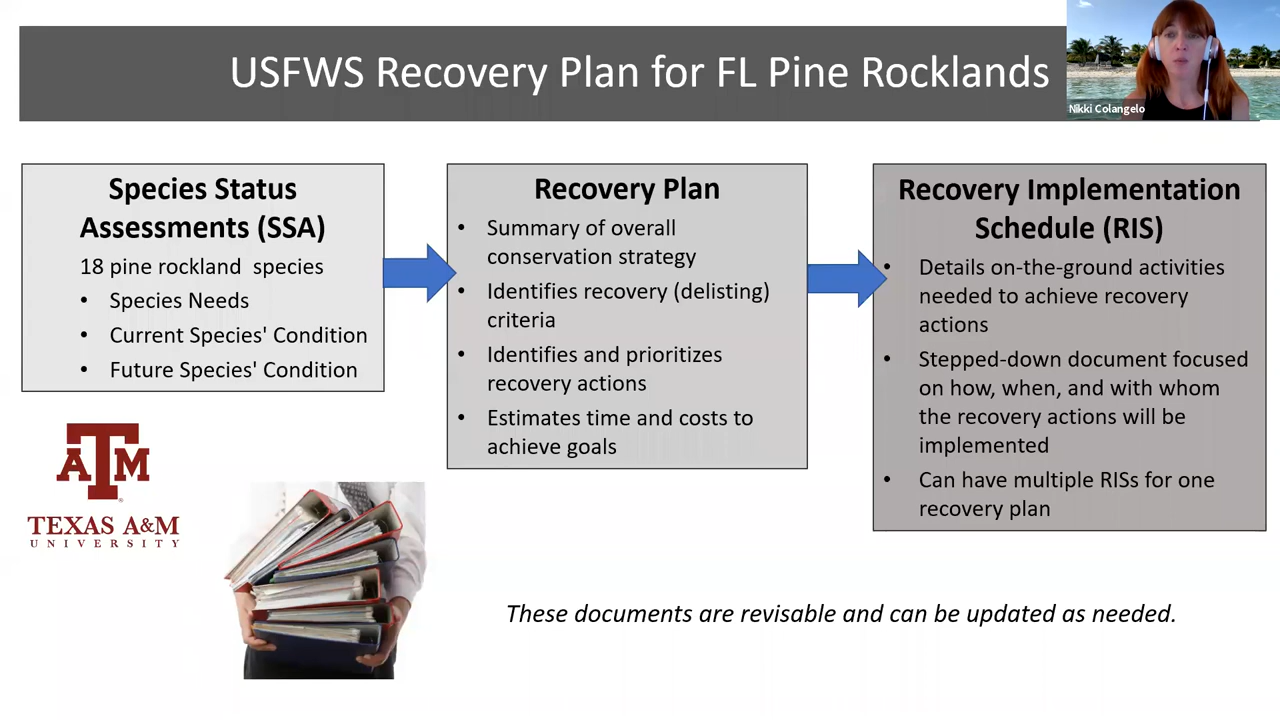 USFWS Recovery Plan for FL Pine Rocklands
Nikki Colangelo
Species Status
Assessments (SSA)
18 pine rockland species
• Species Needs
• Current Species' Condition
• Future Species' Condition
Recovery Plan
• Summary of overall
conservation strategy
• Identifies recovery (delisting)
criteria
• Identifies and prioritizes
recovery actions
• Estimates time and costs to
achieve goals
Recovery Implementation
Schedule (RIS)
• Details on-the-ground activities
needed to achieve recovery
actions
• Stepped-down document focused
on how, when, and with whom
the recovery actions will be
implemented
• Can have multiple RISs for one
recovery plan
ATM
TEXAS A&M
UNIVERSITY
These documents are revisable and can be updated as needed.